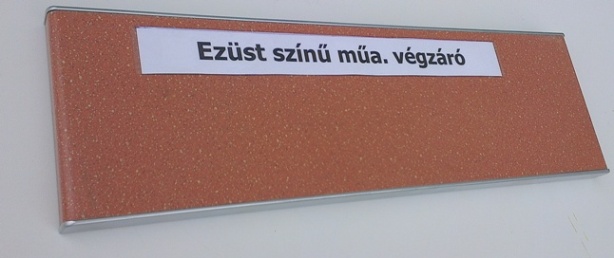 Ezüst színű műa. végzáró